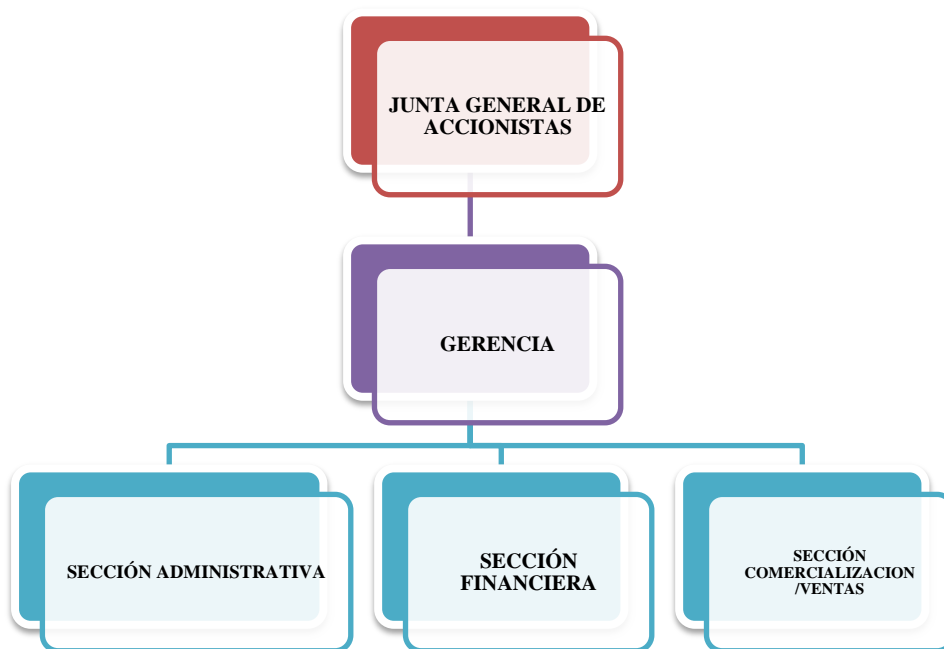 JUNTA GENERAL DE
ACCIONISTAS
GERENCIA
SECCIÓN ADMINISTRATIVA
SECCIÓN
FINANCIERA
SECCIÓN
COMERCIALIZACION
/VENTAS